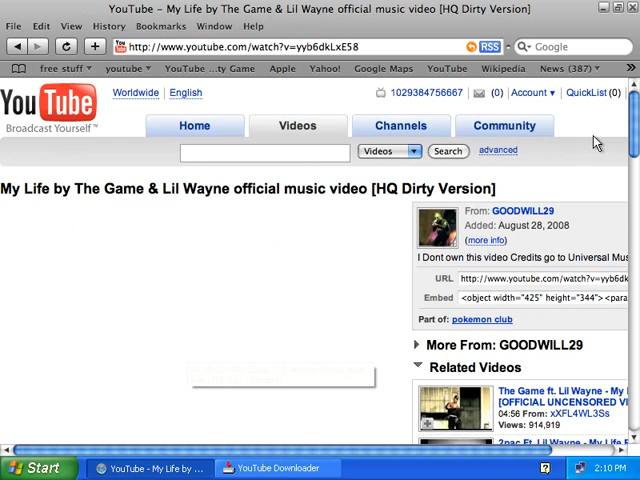 YouTube - My Life by The Game & Lil Wayne official music video [HQ Dirty Version]
File Edit View History Bookmarks Window Help
http://www.youtube.com/watch?v=yyb6dkLxE58 RSS Google
free stuff youtube YouTube ...ty Game Apple Yahoo! Google Maps YouTube Wikipedia News (387)
YouTube
Broadcast Yourself™
Worldwide English 1029384756667 (0) Account QuickList (0)
Home Videos Channels Community
Videos Search advanced
My Life by The Game & Lil Wayne official music video [HQ Dirty Version]
From: GOODWILL29
Added: August 28, 2008
(more info)
I Dont own this video Credits go to Universal Mus
URL http://www.youtube.com/watch?v=yyb6dk
Embed <object width="425" height="344"><para
Part of: pokemon club
More From: GOODWILL29
Related Videos
The Game ft. Lil Wayne - My
[OFFICIAL UNCENSORED VI
04:56 From: xXFL4WL3Ss
Views: 914,919
2pac Ft. Lil Wayne - My Life
Start YouTube - My Life by ... YouTube Downloader ? 2:10 PM